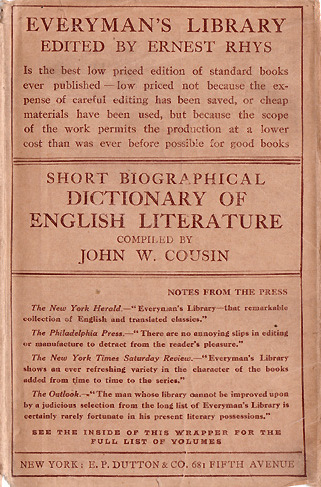 EVERYMAN'S LIBRARY
EDITED BY ERNEST RHYS
Is the best low priced edition of standard books
ever published — low priced not because the ex-
pense of careful editing has been saved, or cheap
materials have been used, but because the scope
of the work permits the production at a lower
cost than was ever before possible for good books
SHORT BIOGRAPHICAL
DICTIONARY OF
ENGLISH LITERATURE
COMPILED BY
JOHN W. COUSIN
NOTES FROM THE PRESS
The New York Herald.—"Everyman's Library—that remarkable
collection of English and translated classics."
The Philadelphia Press.—"There are no annoying slips in editing
or manufacture to detract from the reader's pleasure."
The New York Times Saturday Review.—"Everyman's Library
shows an ever refreshing variety in the character of the books
added from time to time to the series."
The Outlook.—"The man whose library cannot be improved upon
by a judicious selection from the long list of Everyman's Library is
certainly rarely fortunate in his present literary possessions."
SEE THE INSIDE OF THIS WRAPPER FOR THE
FULL LIST OF VOLUMES
NEW YORK: E. P. DUTTON & CO. 681 FIFTH AVENUE